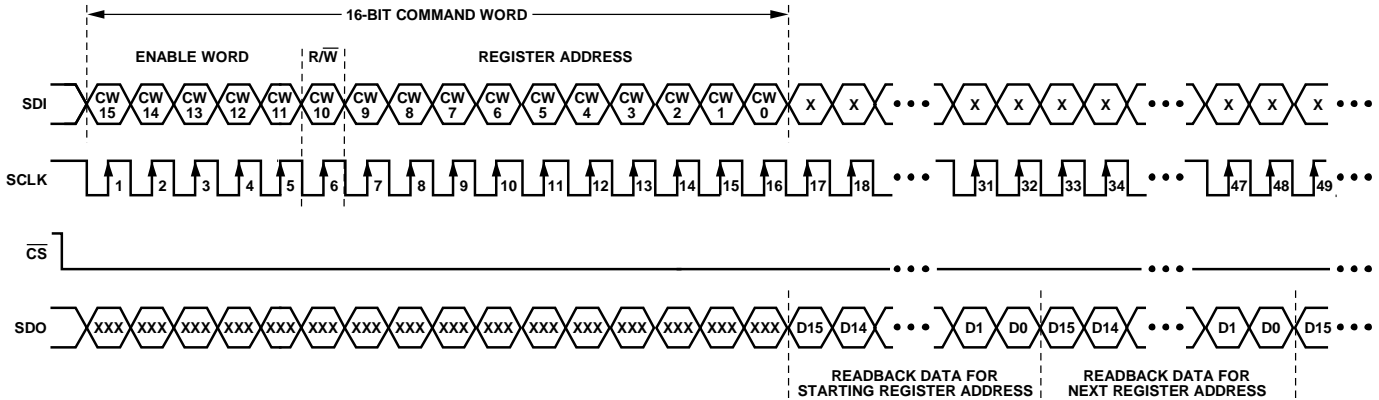 16-BIT COMMAND WORD
ENABLE WORD R/W̅ REGISTER ADDRESS
SDI CW 15 CW 14 CW 13 CW 12 CW 11 CW 10 CW 9 CW 8 CW 7 CW 6 CW 5 CW 4 CW 3 CW 2 CW 1 CW 0 X X ••• X X X X ••• X X X •••
SCLK 1 2 3 4 5 6 7 8 9 10 11 12 13 14 15 16 17 18 ••• 31 32 33 34 ••• 47 48 49 •••
C̅S̅ ••• ••• •••
SDO XXX XXX XXX XXX XXX XXX XXX XXX XXX XXX XXX XXX XXX XXX XXX XXX D15 D14 ••• D1 D0 D15 D14 ••• D1 D0 D15 •••
READBACK DATA FOR READBACK DATA FOR
STARTING REGISTER ADDRESS NEXT REGISTER ADDRESS